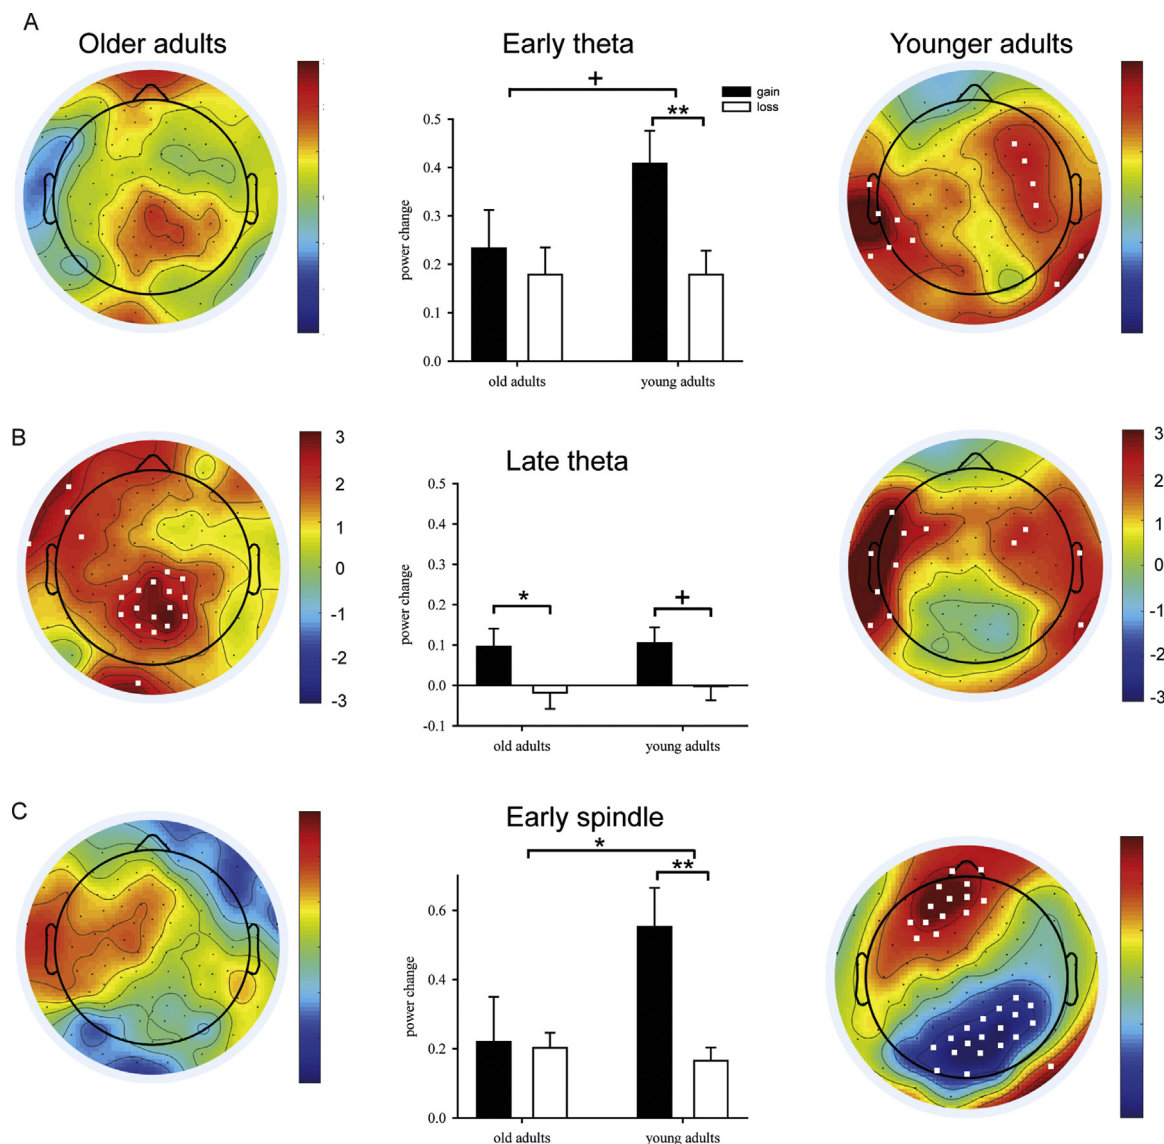 A
Older adults
Early theta
Younger adults
+
gain
loss
**
0.5
0.4
0.3
0.2
0.1
0.0
power change
old adults
young adults
B
3
2
1
0
-1
-2
-3
Late theta
0.5
0.4
0.3
0.2
0.1
0.0
-0.1
power change
*
+
old adults
young adults
3
2
1
0
-1
-2
-3
C
Early spindle
*
**
0.6
0.4
0.2
0.0
power change
old adults
young adults